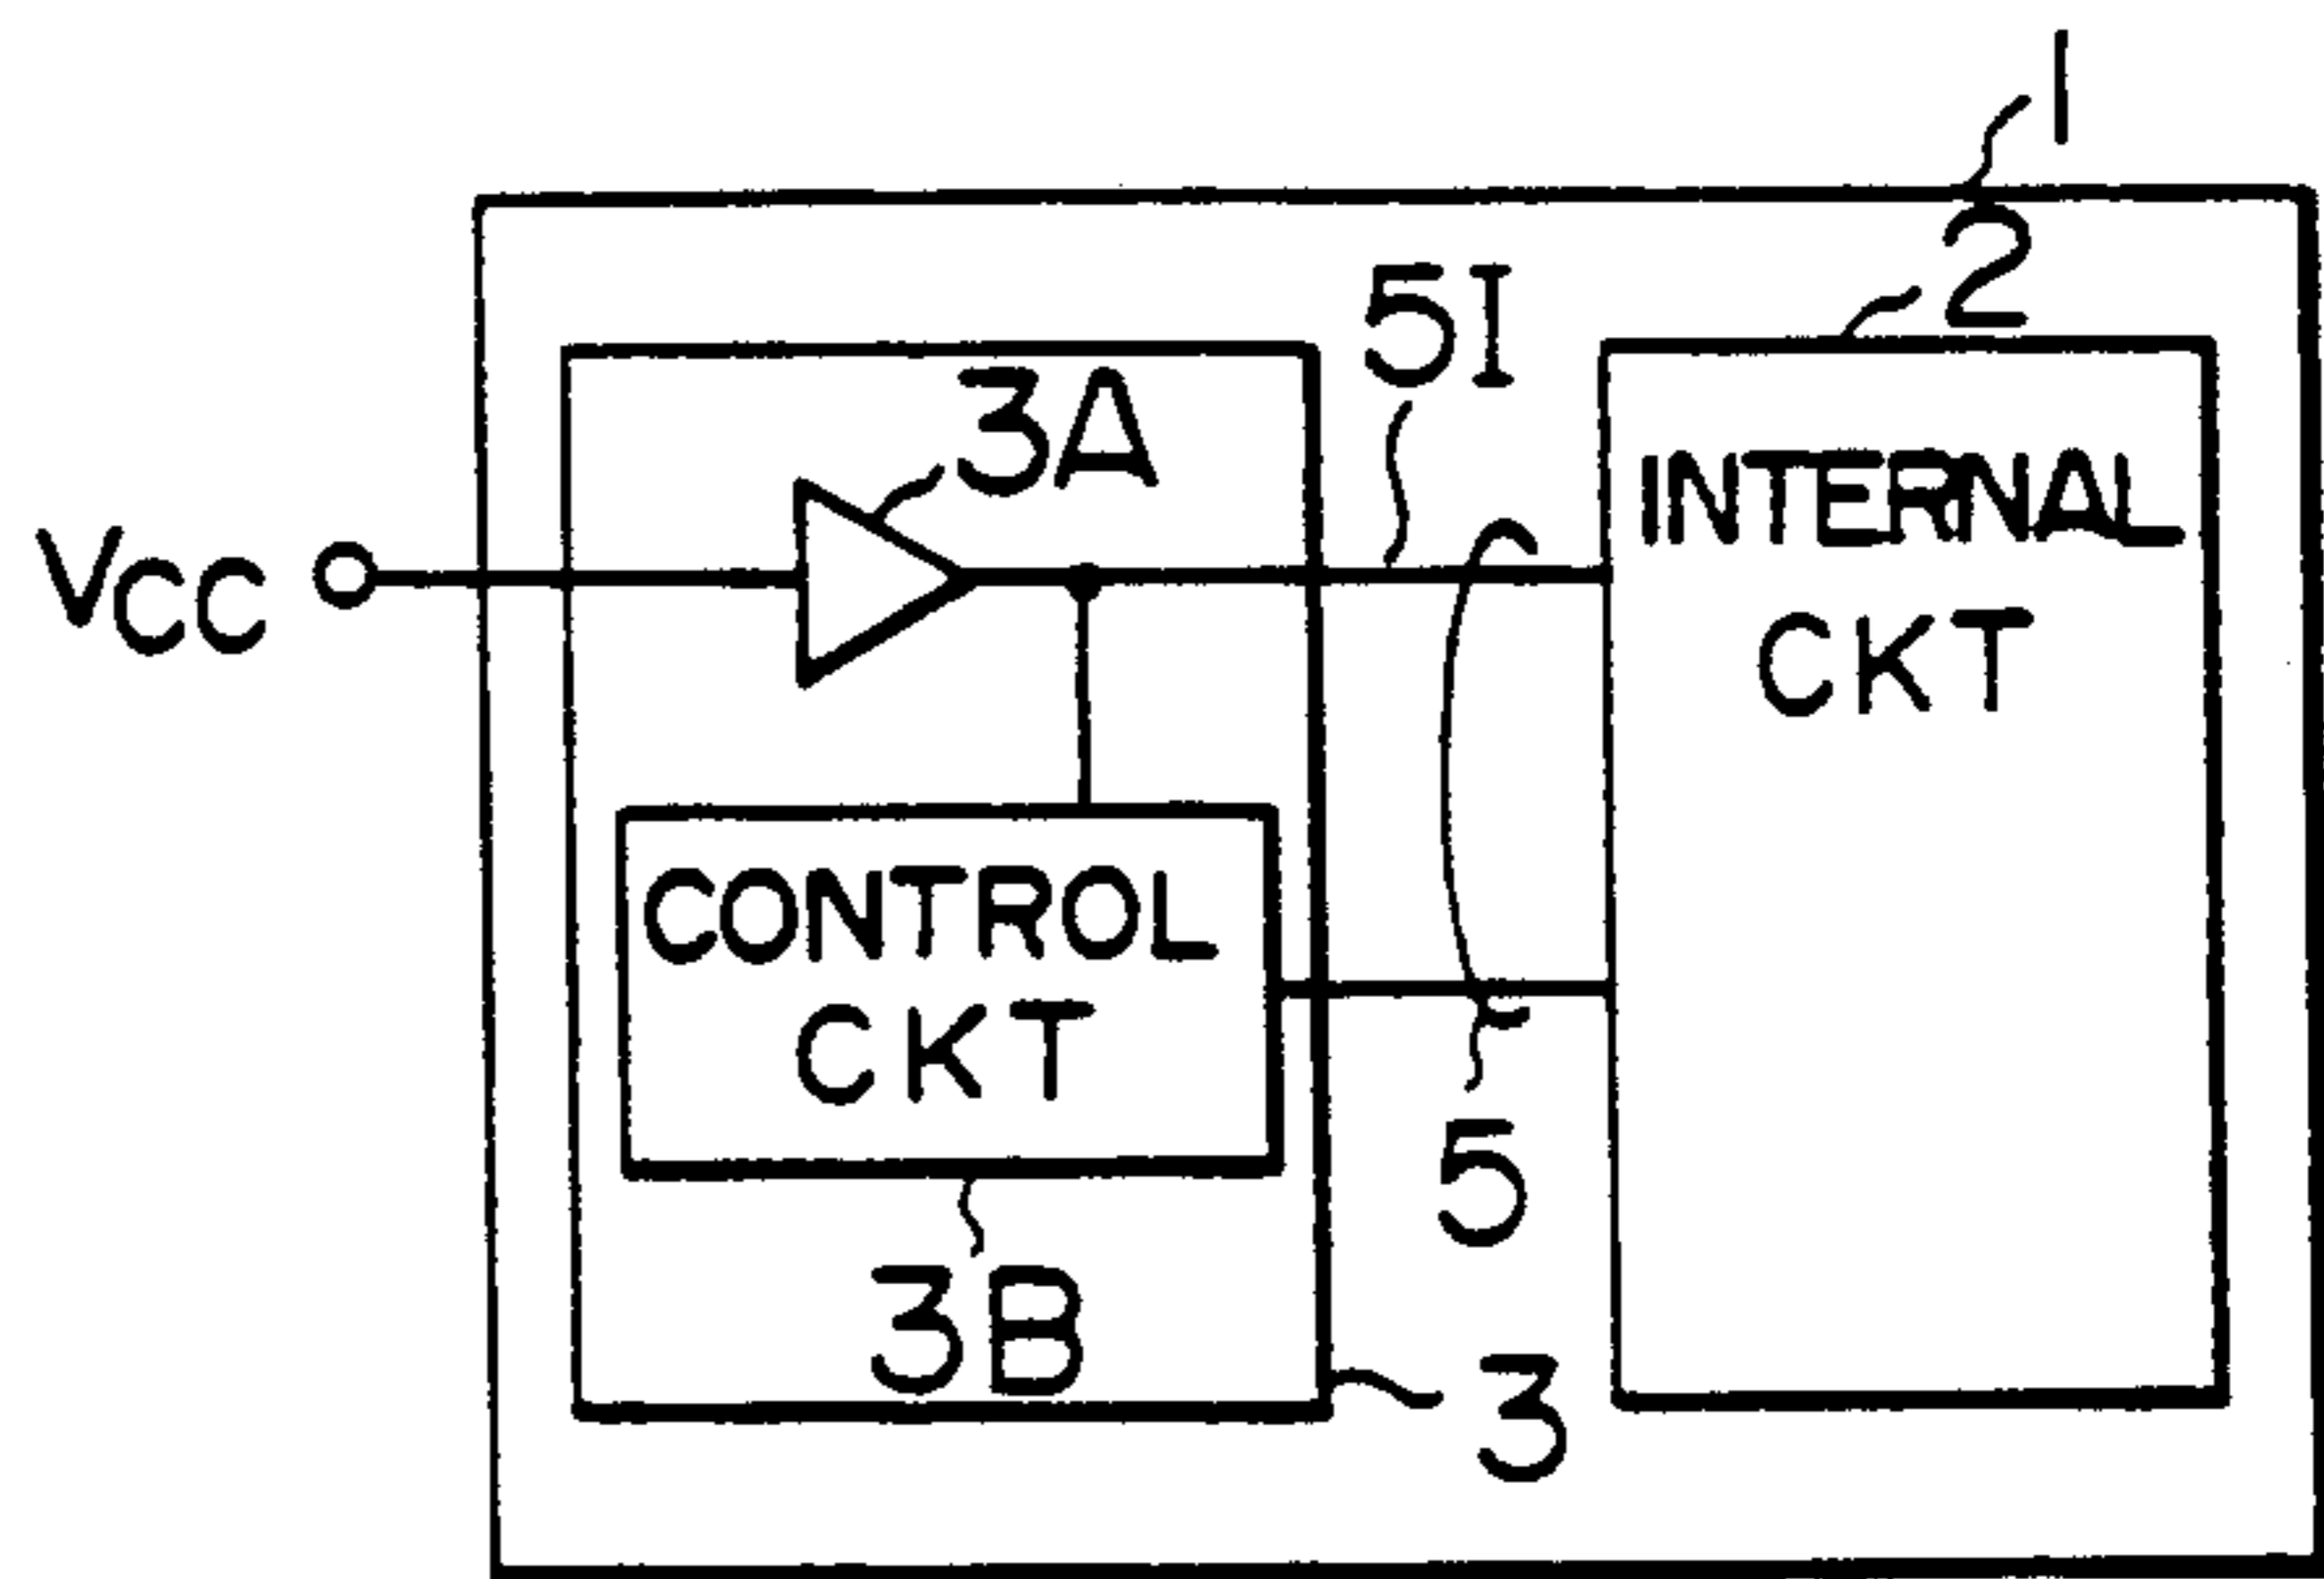 1
2
5I
3A
INTERNAL
CKT
VCC
CONTROL
CKT
5
3B
3